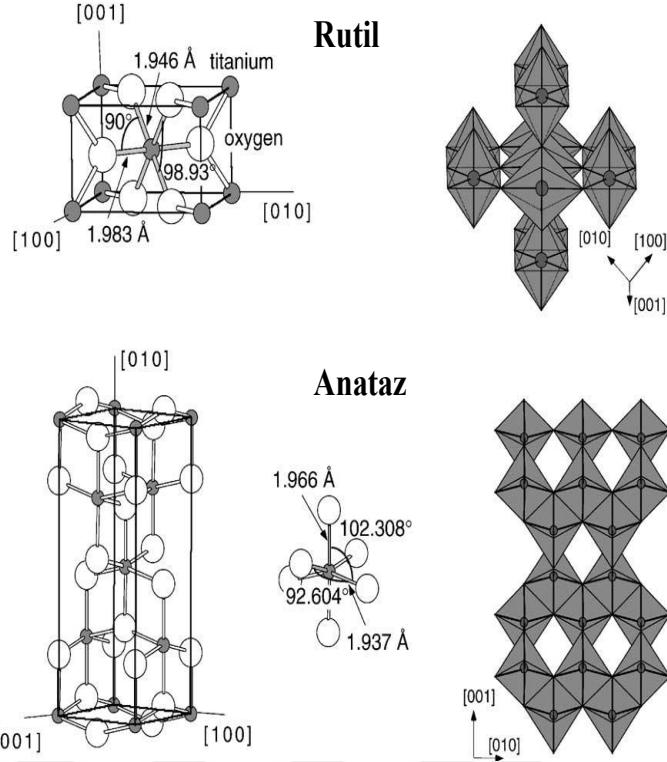 Rutil
[001]
1.946 Å
titanium
90°
oxygen
98.93°
[010]
[100]
1.983 Å
[010]
[100]
[001]
Anataz
[010]
1.966 Å
102.308°
92.604°
1.937 Å
001]
[100]
[001]
[010]